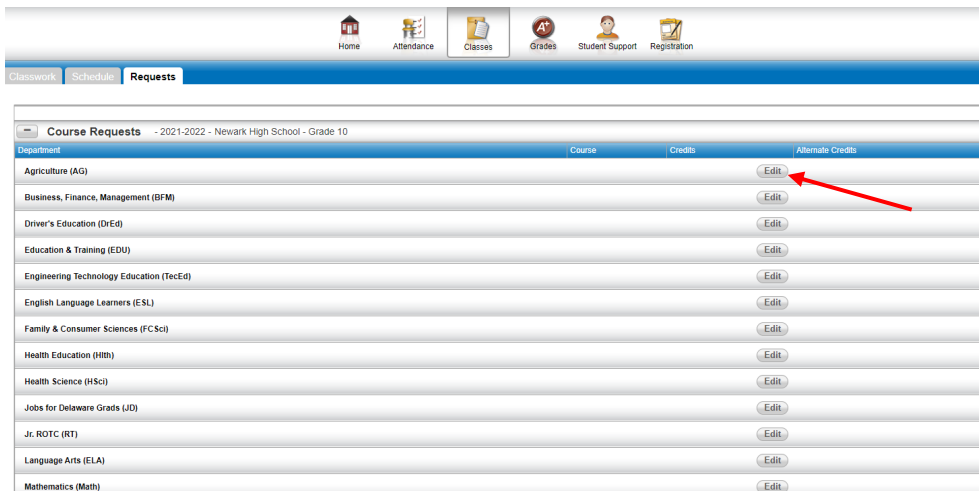 Home Attendance Classes Grades Student Support Registration
Classwork Schedule Requests
Course Requests - 2021-2022 - Newark High School - Grade 10
Department Course Credits Alternate Credits
Agriculture (AG) Edit
Business, Finance, Management (BFM) Edit
Driver's Education (DrEd) Edit
Education & Training (EDU) Edit
Engineering Technology Education (TecEd) Edit
English Language Learners (ESL) Edit
Family & Consumer Sciences (FCSci) Edit
Health Education (Hlth) Edit
Health Science (HSci) Edit
Jobs for Delaware Grads (JD) Edit
Jr. ROTC (RT) Edit
Language Arts (ELA) Edit
Mathematics (Math) Edit